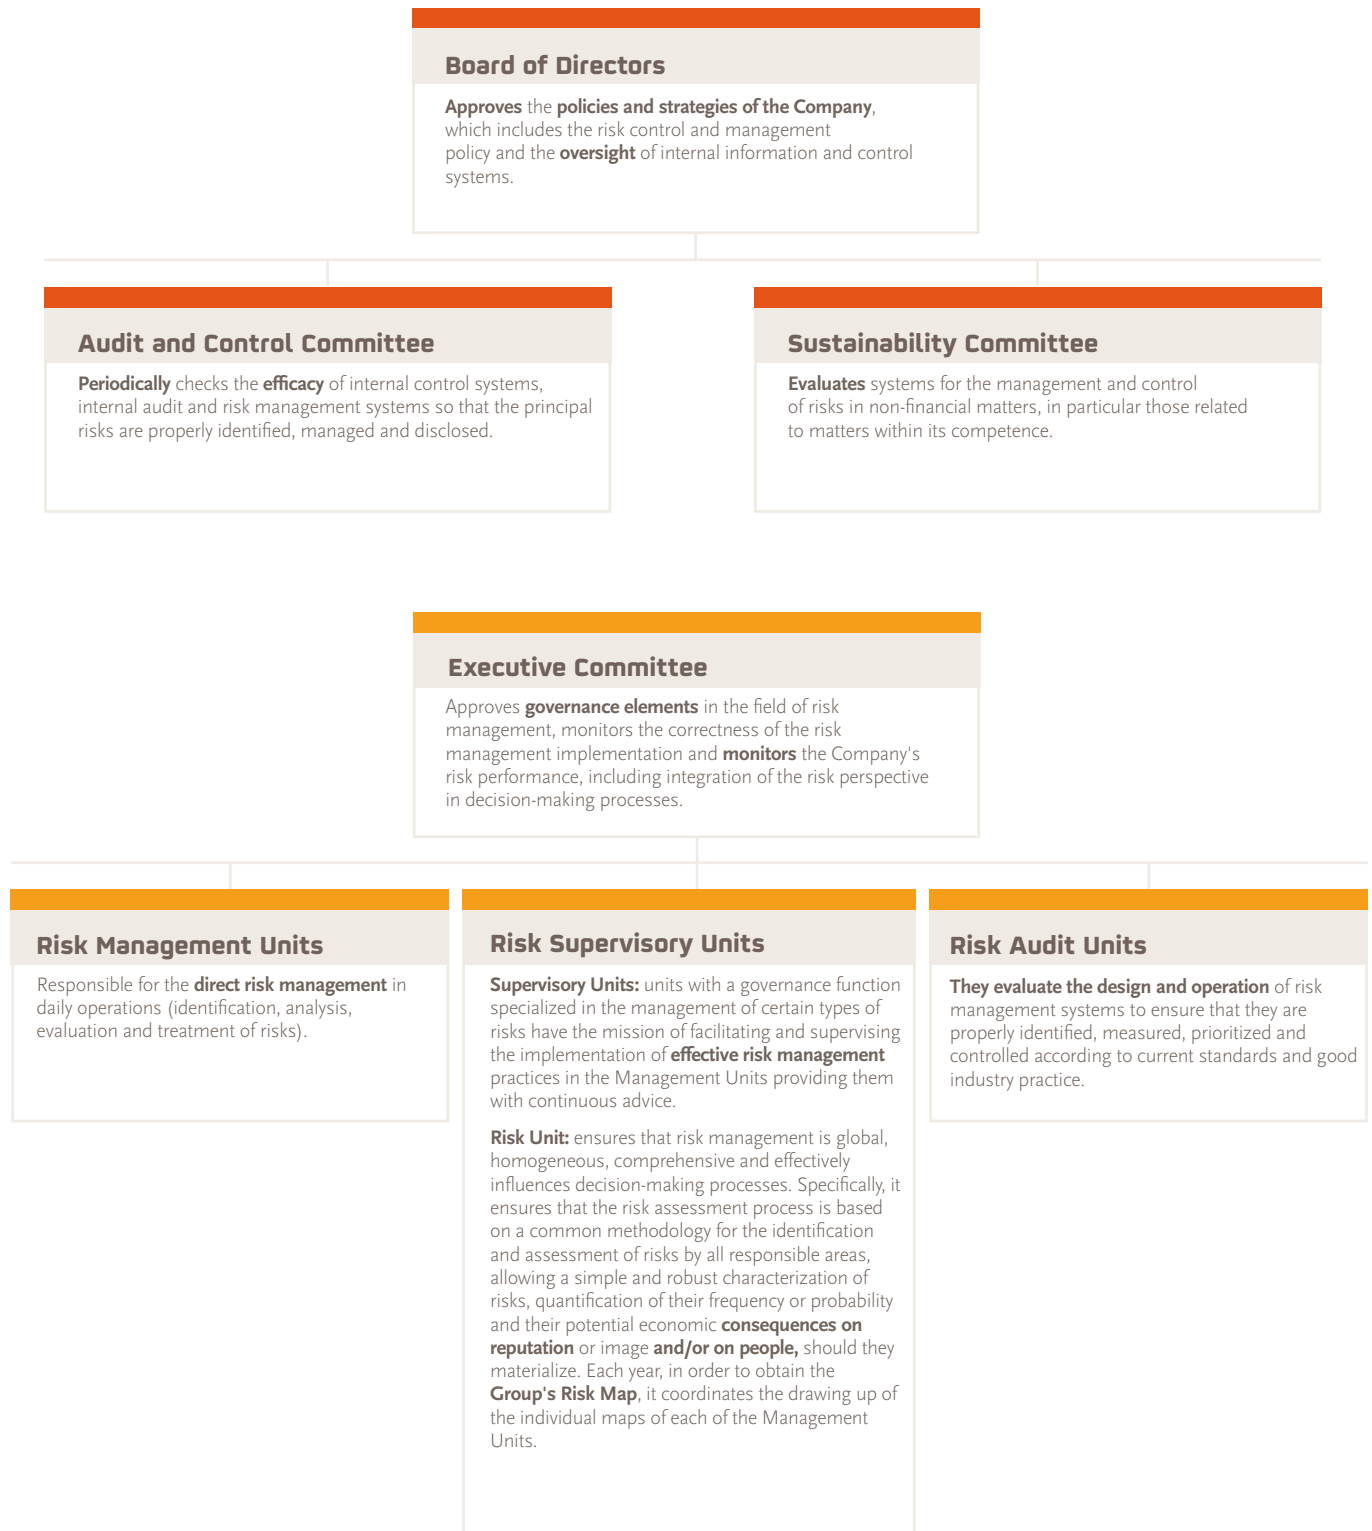 Board of Directors
Approves the policies and strategies of the Company,
which includes the risk control and management
policy and the oversight of internal information and control
systems.
Audit and Control Committee
Periodically checks the efficacy of internal control systems,
internal audit and risk management systems so that the principal
risks are properly identified, managed and disclosed.
Sustainability Committee
Evaluates systems for the management and control
of risks in non-financial matters, in particular those related
to matters within its competence.
Executive Committee
Approves governance elements in the field of risk
management, monitors the correctness of the risk
management implementation and monitors the Company's
risk performance, including integration of the risk perspective
in decision-making processes.
Risk Management Units
Responsible for the direct risk management in
daily operations (identification, analysis,
evaluation and treatment of risks).
Risk Supervisory Units
Supervisory Units: units with a governance function
specialized in the management of certain types of
risks have the mission of facilitating and supervising
the implementation of effective risk management
practices in the Management Units providing them
with continuous advice.
Risk Unit: ensures that risk management is global,
homogeneous, comprehensive and effectively
influences decision-making processes. Specifically, it
ensures that the risk assessment process is based
on a common methodology for the identification
and assessment of risks by all responsible areas,
allowing a simple and robust characterization of
risks, quantification of their frequency or probability
and their potential economic consequences on
reputation or image and/or on people, should they
materialize. Each year, in order to obtain the
Group's Risk Map, it coordinates the drawing up of
the individual maps of each of the Management
Units.
Risk Audit Units
They evaluate the design and operation of risk
management systems to ensure that they are
properly identified, measured, prioritized and
controlled according to current standards and good
industry practice.